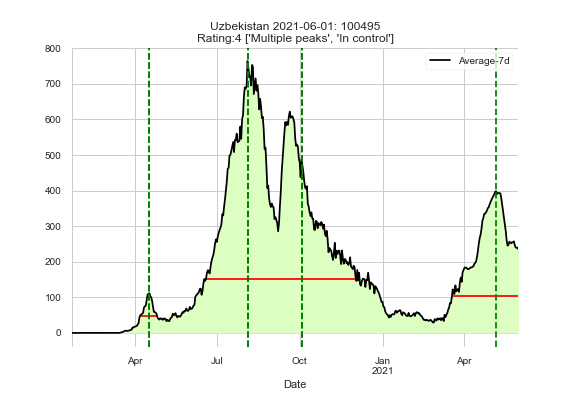 Uzbekistan 2021-06-01: 100495
Rating:4 ['Multiple peaks', 'In control']
Average-7d
800
700
600
500
400
300
200
100
0
Apr
Jul
Oct
Jan
2021
Apr
Date